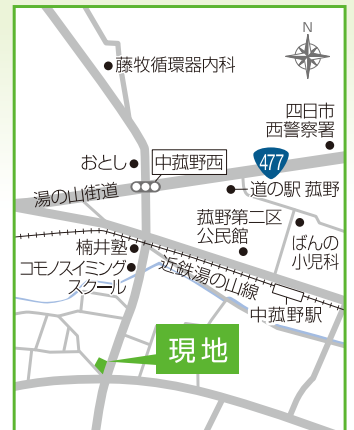 N
藤牧循環器内科
四日市
西警察署
おとし
中菰野西
477
湯の山街道
道の駅 菰野
菰野第二区
公民館
ばんの
小児科
楠井塾
コモノスイミング
スクール
近鉄湯の山線
中菰野駅
現地